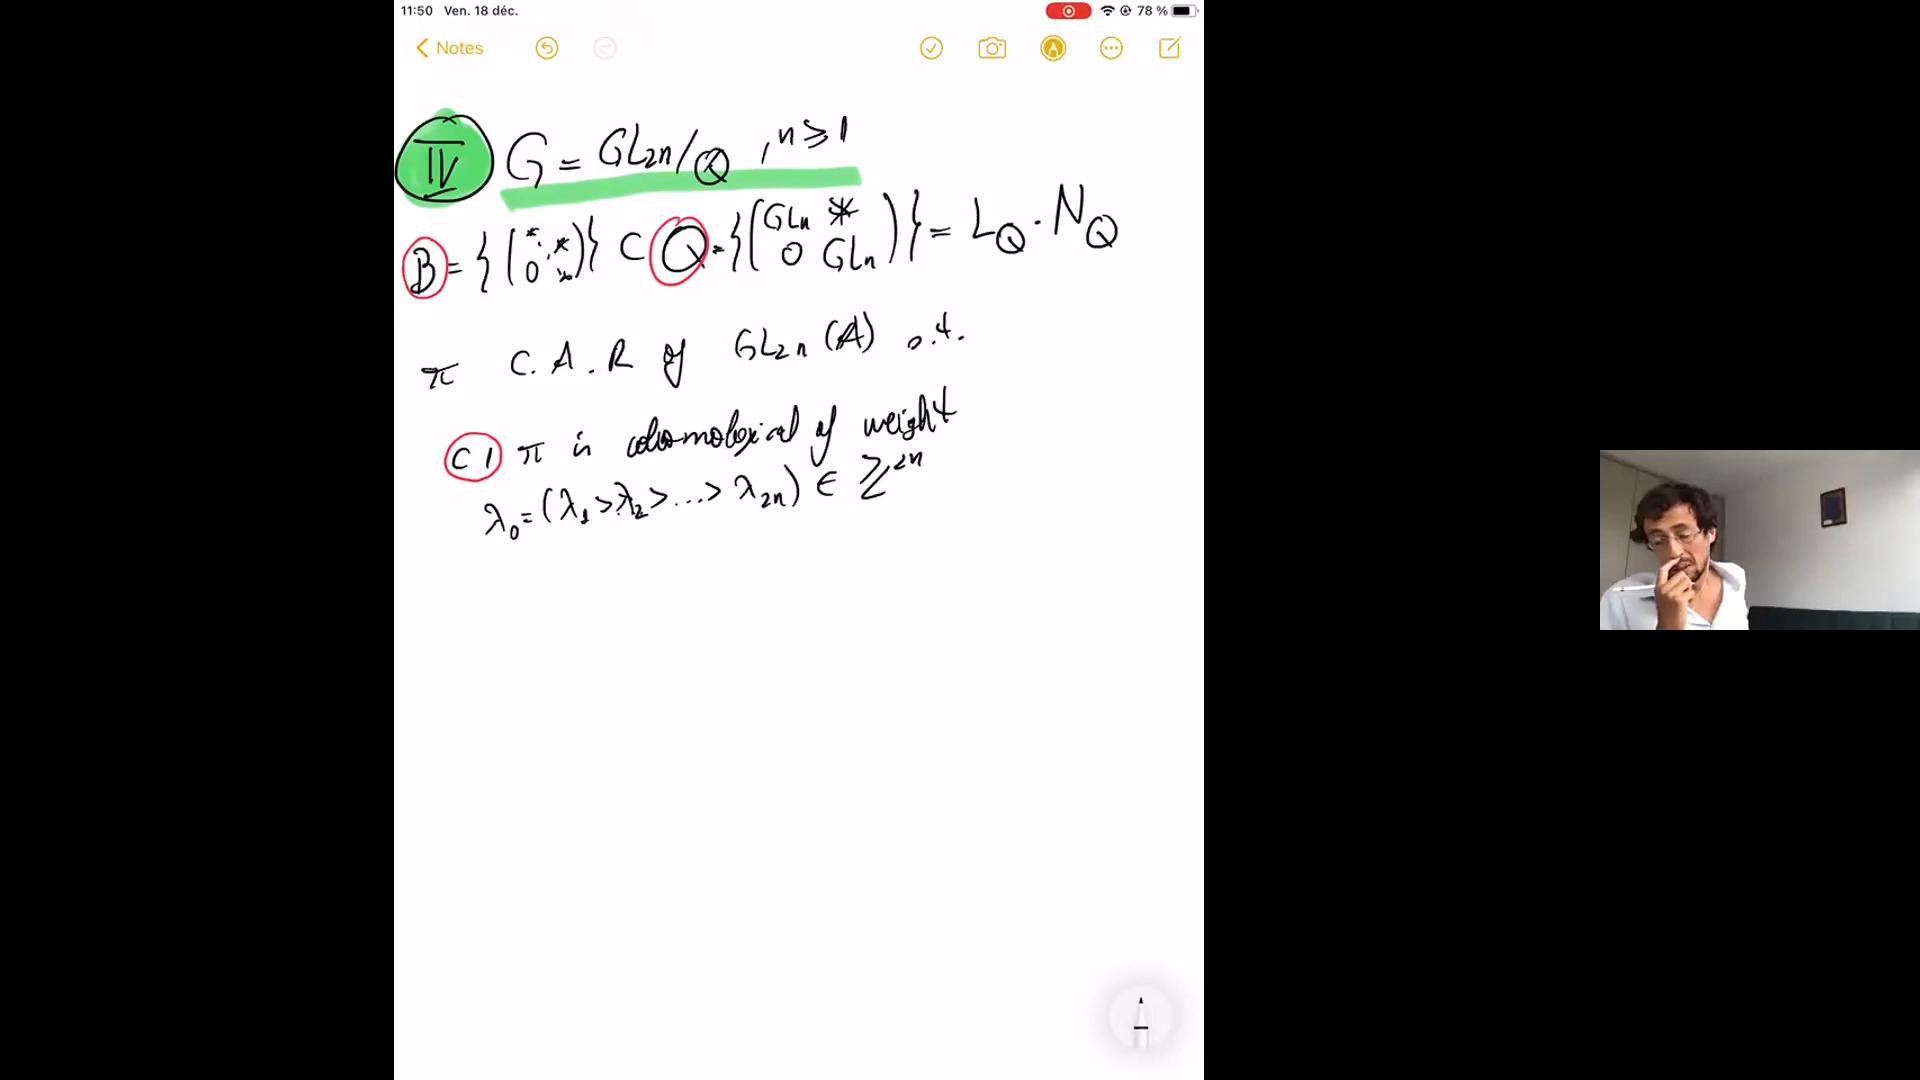 11:50 Ven. 18 déc. 78 %
Notes
IV G = GL2n/Q , n ≥ 1
B = { ( * * 0 * ) } ⊂ Q = { ( GLn * 0 GLn ) } = LQ · NQ
π C.A.R of GL2n (A) s.t.
C1 π is cohomological of weight
λ0 = (λ1 > λ2 > ... > λ2n) ∈ ℤ^2n